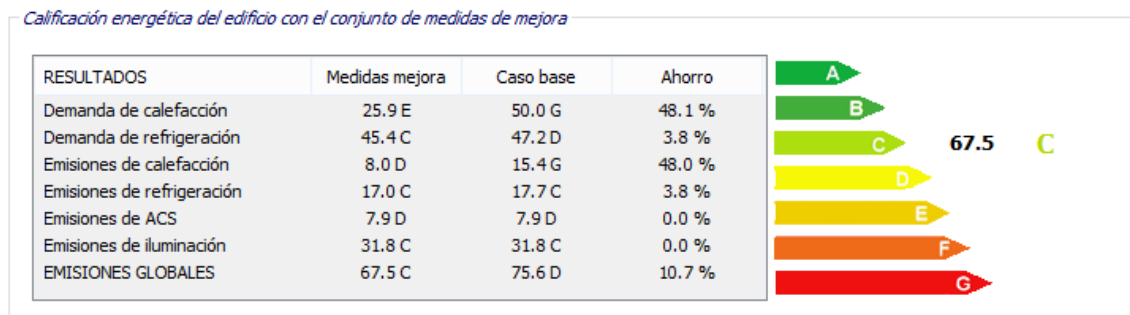 Calificación energética del edificio con el conjunto de medidas de mejora
RESULTADOS Medidas mejora Caso base Ahorro
Demanda de calefacción 25.9 E 50.0 G 48.1 %
Demanda de refrigeración 45.4 C 47.2 D 3.8 %
Emisiones de calefacción 8.0 D 15.4 G 48.0 %
Emisiones de refrigeración 17.0 C 17.7 C 3.8 %
Emisiones de ACS 7.9 D 7.9 D 0.0 %
Emisiones de iluminación 31.8 C 31.8 C 0.0 %
EMISIONES GLOBALES 67.5 C 75.6 D 10.7 %
A
B
C 67.5 C
D
E
F
G